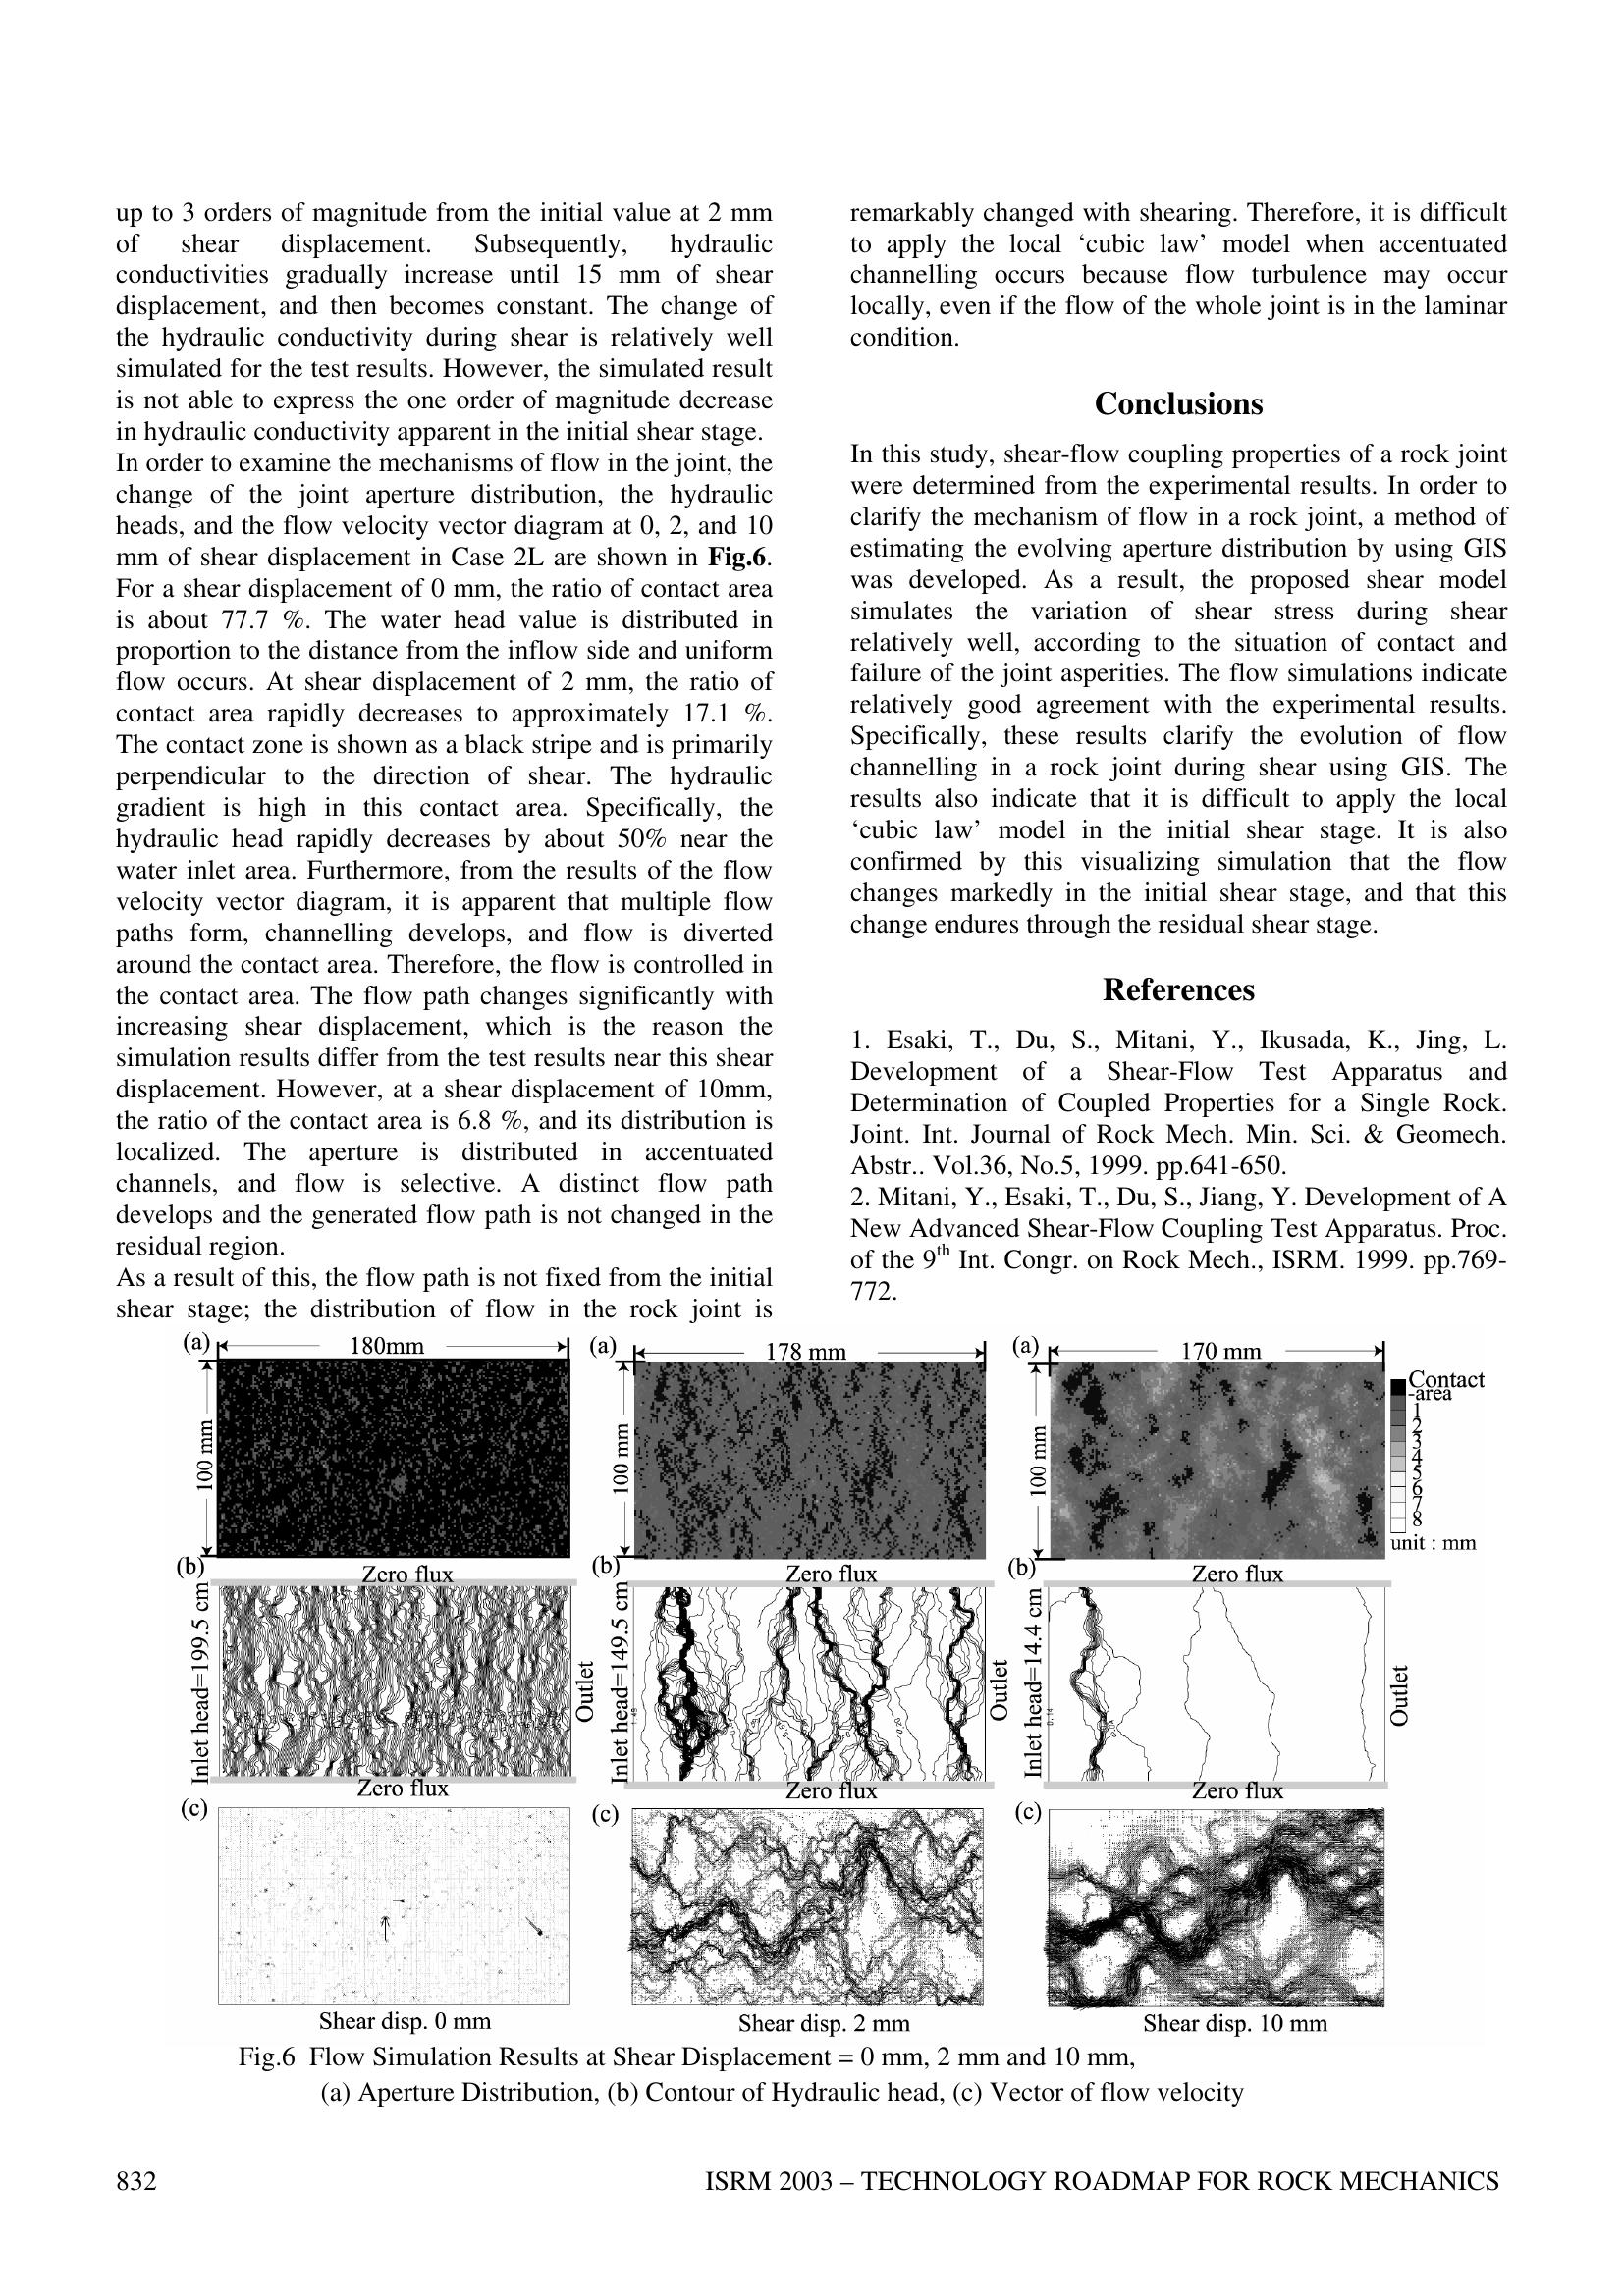 up to 3 orders of magnitude from the initial value at 2 mm
of shear displacement. Subsequently, hydraulic
conductivities gradually increase until 15 mm of shear
displacement, and then becomes constant. The change of
the hydraulic conductivity during shear is relatively well
simulated for the test results. However, the simulated result
is not able to express the one order of magnitude decrease
in hydraulic conductivity apparent in the initial shear stage.
In order to examine the mechanisms of flow in the joint, the
change of the joint aperture distribution, the hydraulic
heads, and the flow velocity vector diagram at 0, 2, and 10
mm of shear displacement in Case 2L are shown in Fig.6.
For a shear displacement of 0 mm, the ratio of contact area
is about 77.7 %. The water head value is distributed in
proportion to the distance from the inflow side and uniform
flow occurs. At shear displacement of 2 mm, the ratio of
contact area rapidly decreases to approximately 17.1 %.
The contact zone is shown as a black stripe and is primarily
perpendicular to the direction of shear. The hydraulic
gradient is high in this contact area. Specifically, the
hydraulic head rapidly decreases by about 50% near the
water inlet area. Furthermore, from the results of the flow
velocity vector diagram, it is apparent that multiple flow
paths form, channelling develops, and flow is diverted
around the contact area. Therefore, the flow is controlled in
the contact area. The flow path changes significantly with
increasing shear displacement, which is the reason the
simulation results differ from the test results near this shear
displacement. However, at a shear displacement of 10mm,
the ratio of the contact area is 6.8 %, and its distribution is
localized. The aperture is distributed in accentuated
channels, and flow is selective. A distinct flow path
develops and the generated flow path is not changed in the
residual region.
As a result of this, the flow path is not fixed from the initial
shear stage; the distribution of flow in the rock joint is
remarkably changed with shearing. Therefore, it is difficult
to apply the local ‘cubic law’ model when accentuated
channelling occurs because flow turbulence may occur
locally, even if the flow of the whole joint is in the laminar
condition.
Conclusions
In this study, shear-flow coupling properties of a rock joint
were determined from the experimental results. In order to
clarify the mechanism of flow in a rock joint, a method of
estimating the evolving aperture distribution by using GIS
was developed. As a result, the proposed shear model
simulates the variation of shear stress during shear
relatively well, according to the situation of contact and
failure of the joint asperities. The flow simulations indicate
relatively good agreement with the experimental results.
Specifically, these results clarify the evolution of flow
channelling in a rock joint during shear using GIS. The
results also indicate that it is difficult to apply the local
‘cubic law’ model in the initial shear stage. It is also
confirmed by this visualizing simulation that the flow
changes markedly in the initial shear stage, and that this
change endures through the residual shear stage.
References
1. Esaki, T., Du, S., Mitani, Y., Ikusada, K., Jing, L.
Development of a Shear-Flow Test Apparatus and
Determination of Coupled Properties for a Single Rock.
Joint. Int. Journal of Rock Mech. Min. Sci. & Geomech.
Abstr.. Vol.36, No.5, 1999. pp.641-650.
2. Mitani, Y., Esaki, T., Du, S., Jiang, Y. Development of A
New Advanced Shear-Flow Coupling Test Apparatus. Proc.
of the 9th Int. Congr. on Rock Mech., ISRM. 1999. pp.769-
772.
(a) 180mm
100 mm
(a) 178 mm
100 mm
(a) 170 mm
100 mm
Contact
-area
1
2
3
4
5
6
7
8
unit : mm
(b) Zero flux
Inlet head=199.5 cm
Outlet
Zero flux
(b) Zero flux
Inlet head=149.5 cm
Outlet
Zero flux
(b) Zero flux
Inlet head=14.4 cm
Outlet
Zero flux
(c)
Shear disp. 0 mm
(c)
Shear disp. 2 mm
(c)
Shear disp. 10 mm
Fig.6 Flow Simulation Results at Shear Displacement = 0 mm, 2 mm and 10 mm,
(a) Aperture Distribution, (b) Contour of Hydraulic head, (c) Vector of flow velocity
832
ISRM 2003 – TECHNOLOGY ROADMAP FOR ROCK MECHANICS